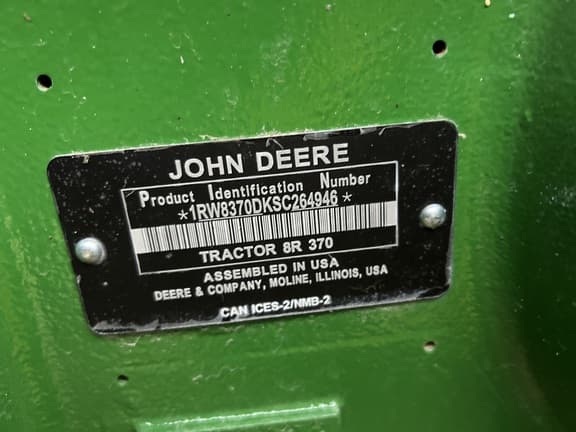 JOHN DEERE
Product Identification Number
*1RW8370DKSC264946*
TRACTOR 8R 370
ASSEMBLED IN USA
DEERE & COMPANY, MOLINE, ILLINOIS, USA
CAN ICES-2/NMB-2